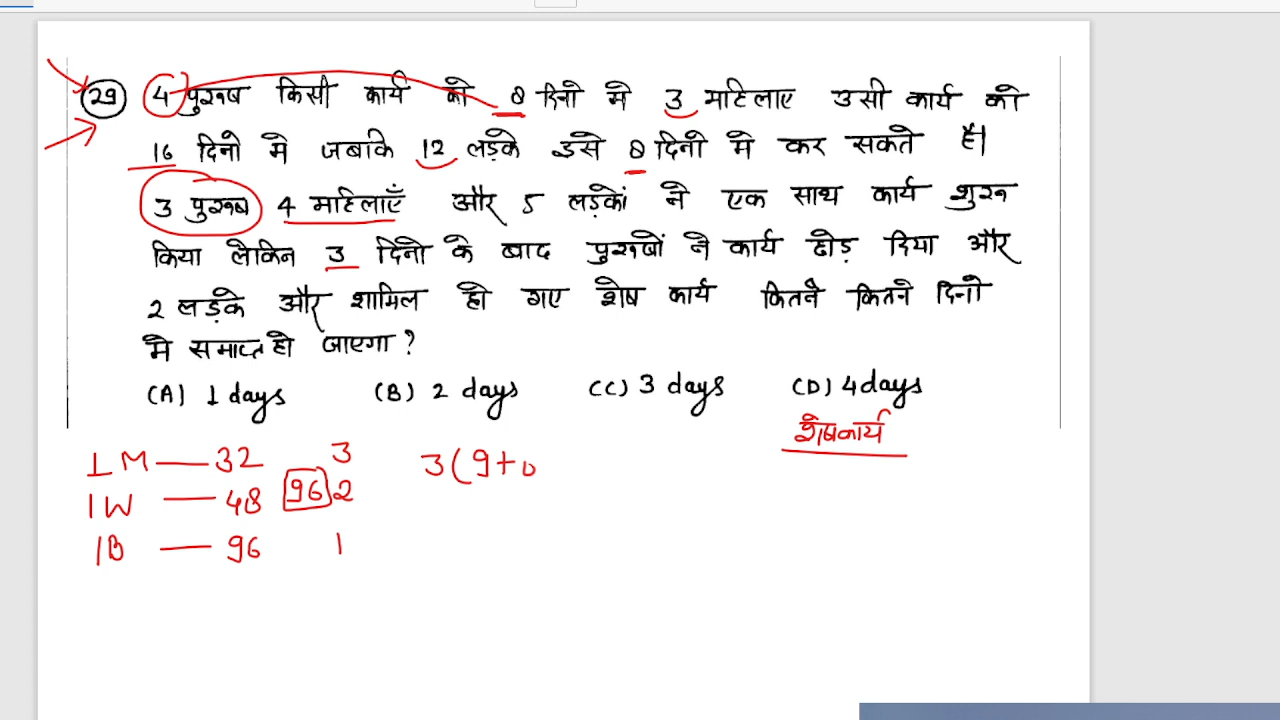 29 4 पुरूष किसी कार्य को 8 दिनो मे 3 महिलाए उसी कार्य को
16 दिनो मे जबकि 12 लड़के इसे 8 दिनो मे कर सकते है।
3 पुरूष 4 महिलाएँ और 5 लड़कों ने एक साथ कार्य शुरू
किया लेकिन 3 दिनो के बाद पुरूषों ने कार्य छोड़ दिया और
2 लड़के और शामिल हो गए शेष कार्य कितने कितने दिनो
मे समाप्त हो जाएगा ?
(A) 1 days (B) 2 days (C) 3 days (D) 4 days
शेषकार्य
1 M — 32 3 3(9+8
1W — 48 96 2
1B — 96 1